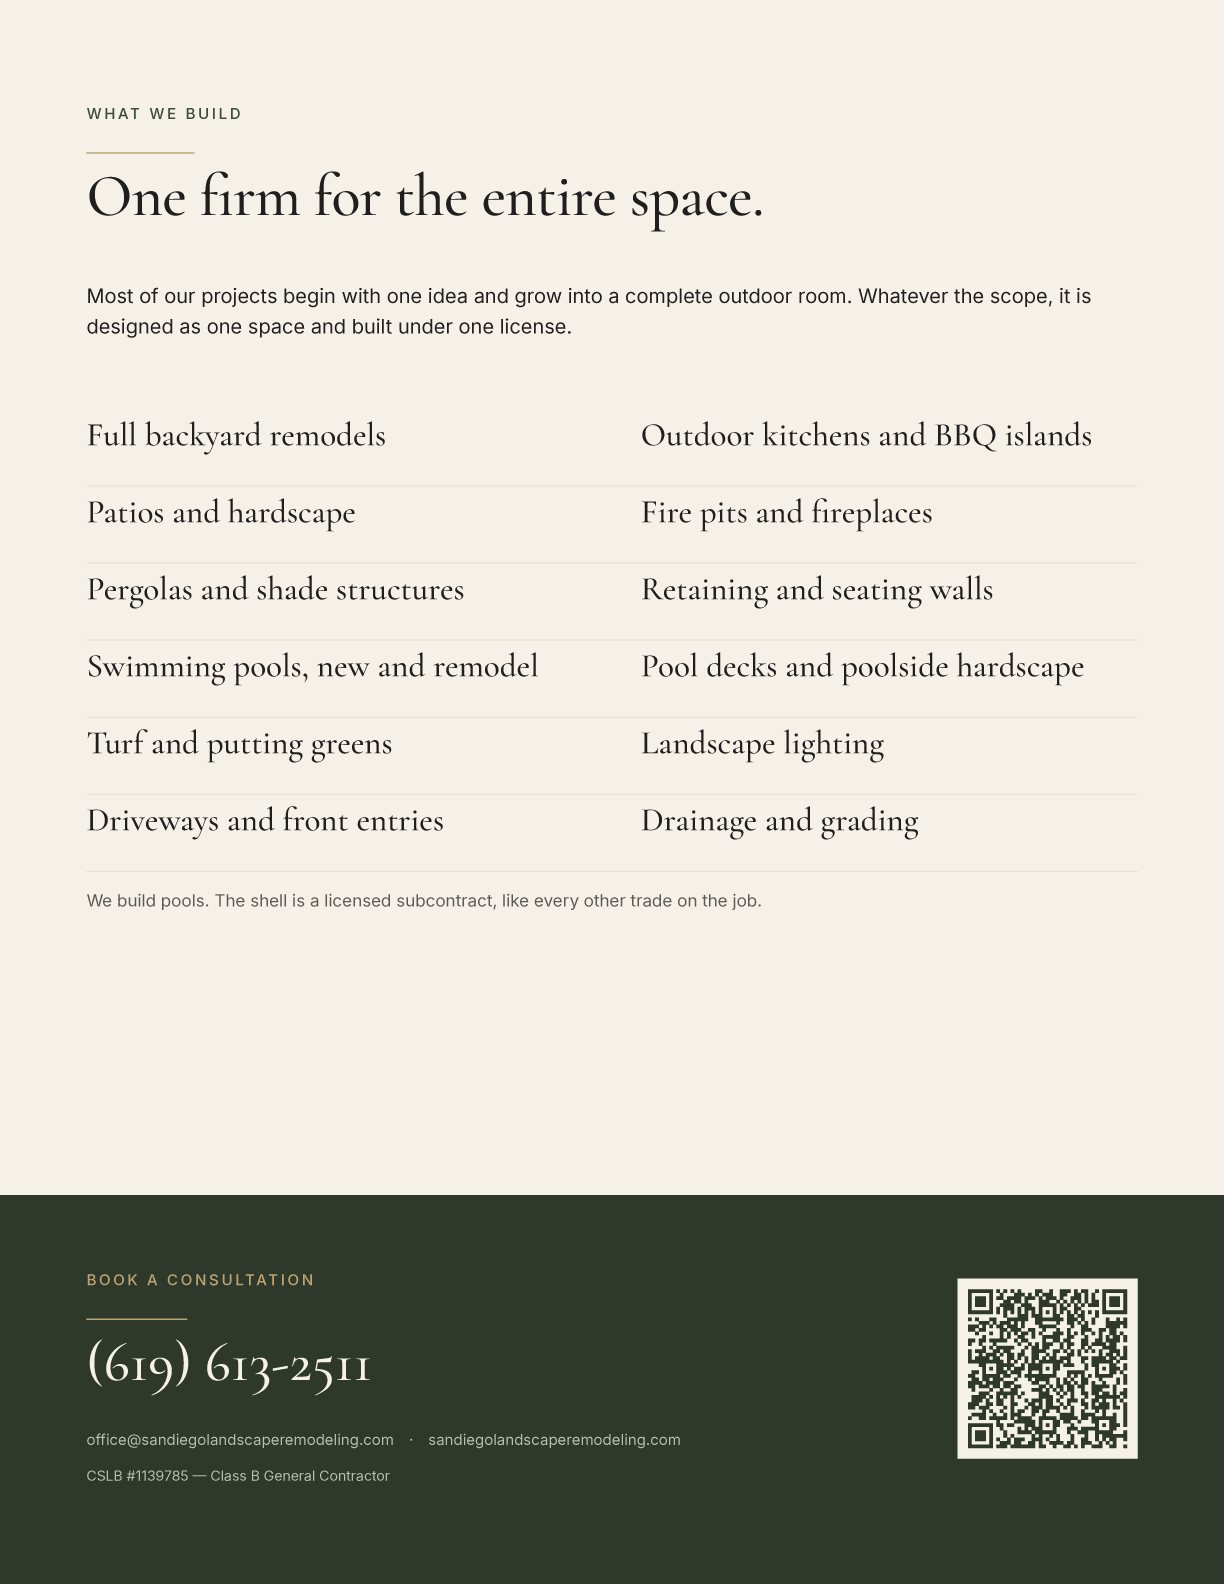 WHAT WE BUILD
One firm for the entire space.
Most of our projects begin with one idea and grow into a complete outdoor room. Whatever the scope, it is
designed as one space and built under one license.
Full backyard remodels
Outdoor kitchens and BBQ islands
Patios and hardscape
Fire pits and fireplaces
Pergolas and shade structures
Retaining and seating walls
Swimming pools, new and remodel
Pool decks and poolside hardscape
Turf and putting greens
Landscape lighting
Driveways and front entries
Drainage and grading
We build pools. The shell is a licensed subcontract, like every other trade on the job.
BOOK A CONSULTATION
(619) 613-2511
office@sandiegolandscaperemodeling.com · sandiegolandscaperemodeling.com
CSLB #1139785 — Class B General Contractor